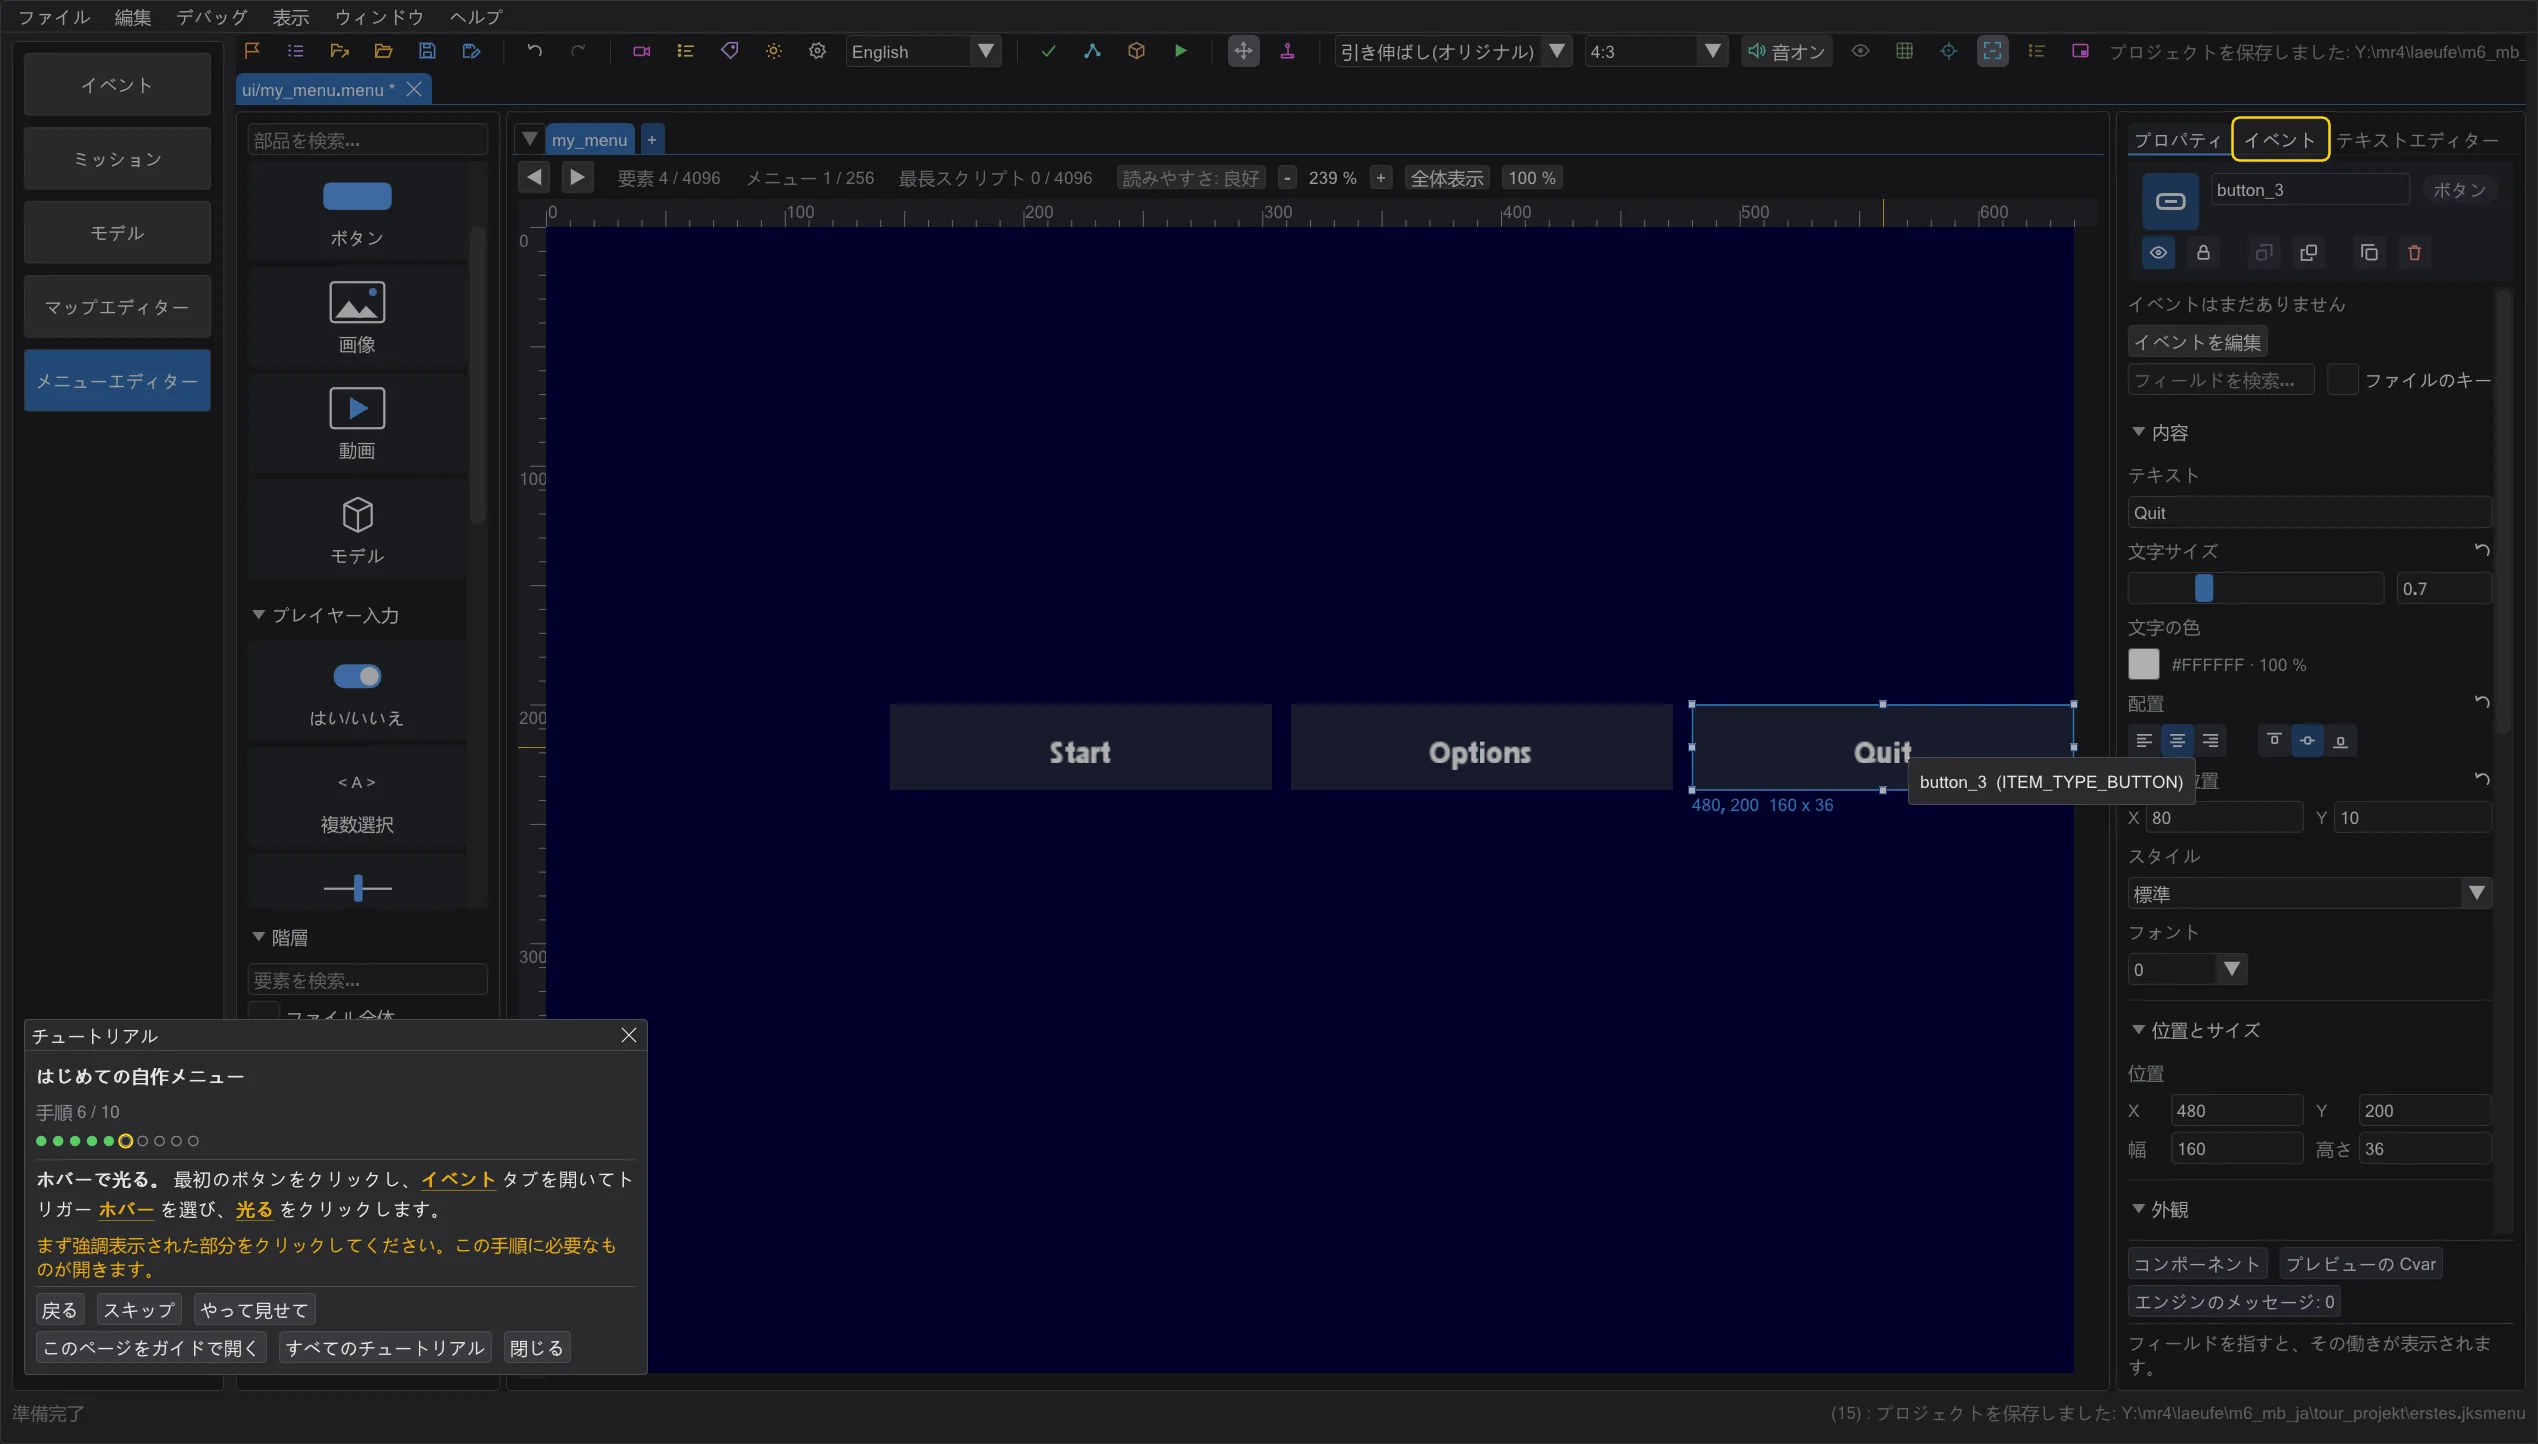 ファイル 編集 デバッグ 表示 ウィンドウ ヘルプ
English 引き伸ばし(オリジナル) 4:3 音オン プロジェクトを保存しました: Y:\mr4\laeufe\m6_mb_
ui/my_menu.menu *
イベント
ミッション
モデル
マップエディター
メニューエディター
部品を検索...
ボタン
画像
動画
モデル
プレイヤー入力
はい/いいえ
< A >
複数選択
階層
要素を検索...
ファイル全体
my_menu +
要素 4 / 4096 メニュー 1 / 256 最長スクリプト 0 / 4096 読みやすさ: 良好 - 239 % + 全体表示 100 %
0 100 200 300 400 500 600
0
100
200
300
Start
Options
Quit
480, 200 160 x 36
button_3 (ITEM_TYPE_BUTTON)
プロパティ イベント テキストエディター
button_3 ボタン
イベントはまだありません
イベントを編集
フィールドを検索... ファイルのキー
内容
テキスト
Quit
文字サイズ
0.7
文字の色
#FFFFFF · 100 %
配置
位置
X 80 Y 10
スタイル
標準
フォント
0
位置とサイズ
位置
X 480 Y 200
幅 160 高さ 36
外観
コンポーネント プレビューの Cvar
エンジンのメッセージ: 0
フィールドを指すと、その働きが表示されま
す。
チュートリアル
はじめての自作メニュー
手順 6 / 10
ホバーで光る。 最初のボタンをクリックし、イベント タブを開いてト
リガー ホバー を選び、光る をクリックします。
まず強調表示された部分をクリックしてください。この手順に必要なも
のが開きます。
戻る スキップ やって見せて
このページをガイドで開く すべてのチュートリアル 閉じる
準備完了
(15) : プロジェクトを保存しました: Y:\mr4\laeufe\m6_mb_ja\tour_projekt\erstes.jksmenu